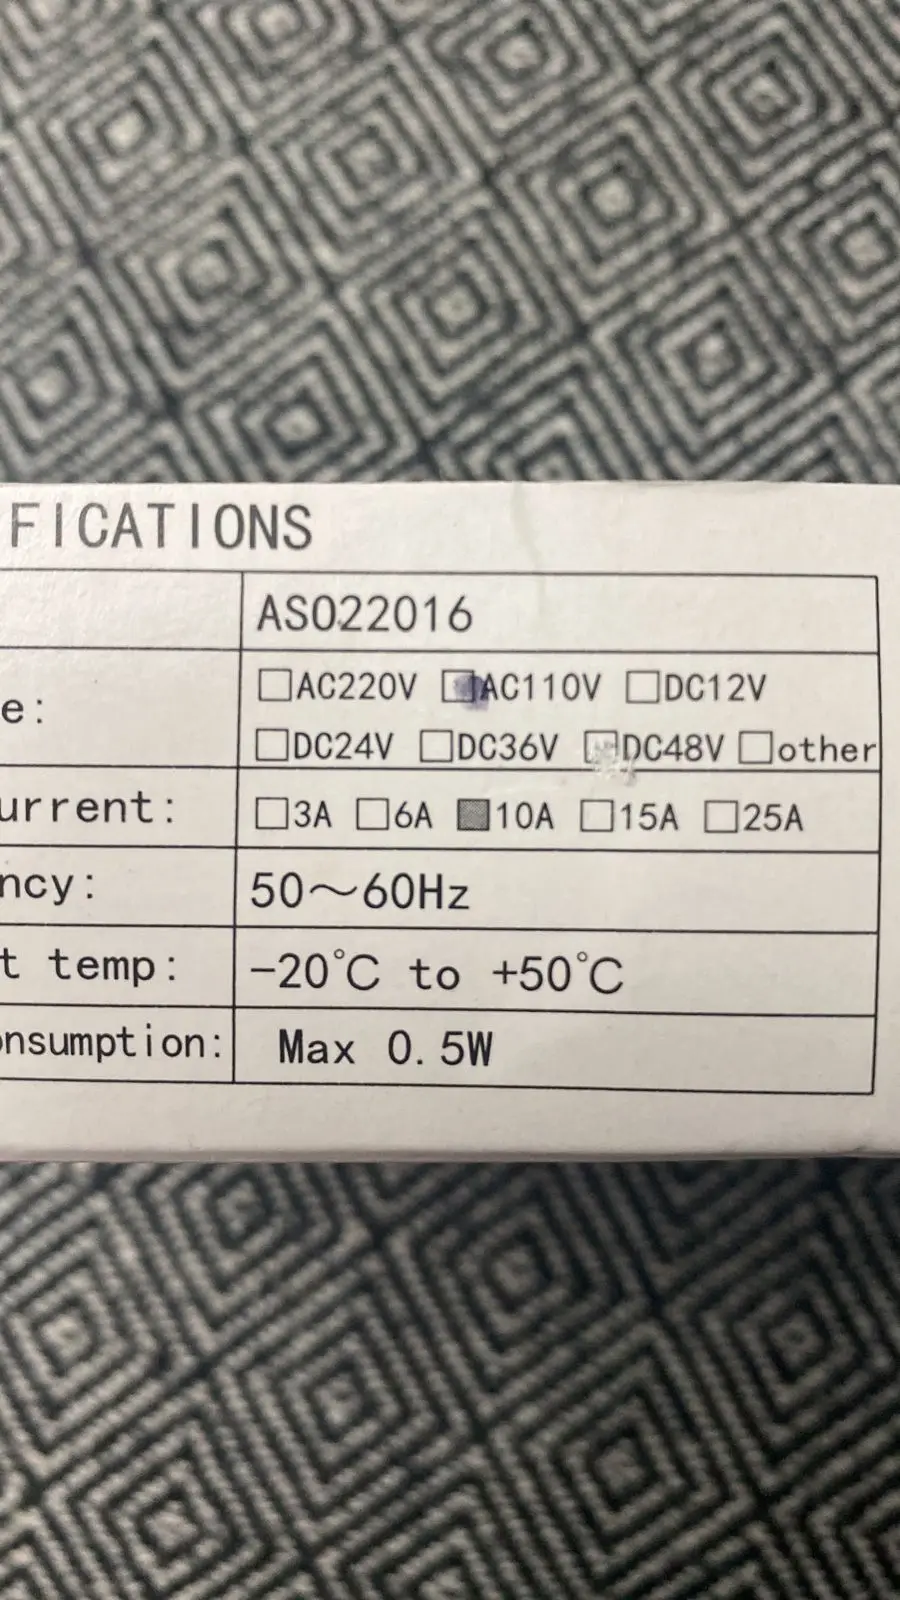 FICATIONS
AS022016
e:
□AC220V □AC110V □DC12V
□DC24V □DC36V □DC48V □other
urrent:
□3A □6A ■10A □15A □25A
ncy:
50～60Hz
t temp:
-20℃ to +50℃
onsumption:
Max 0.5W